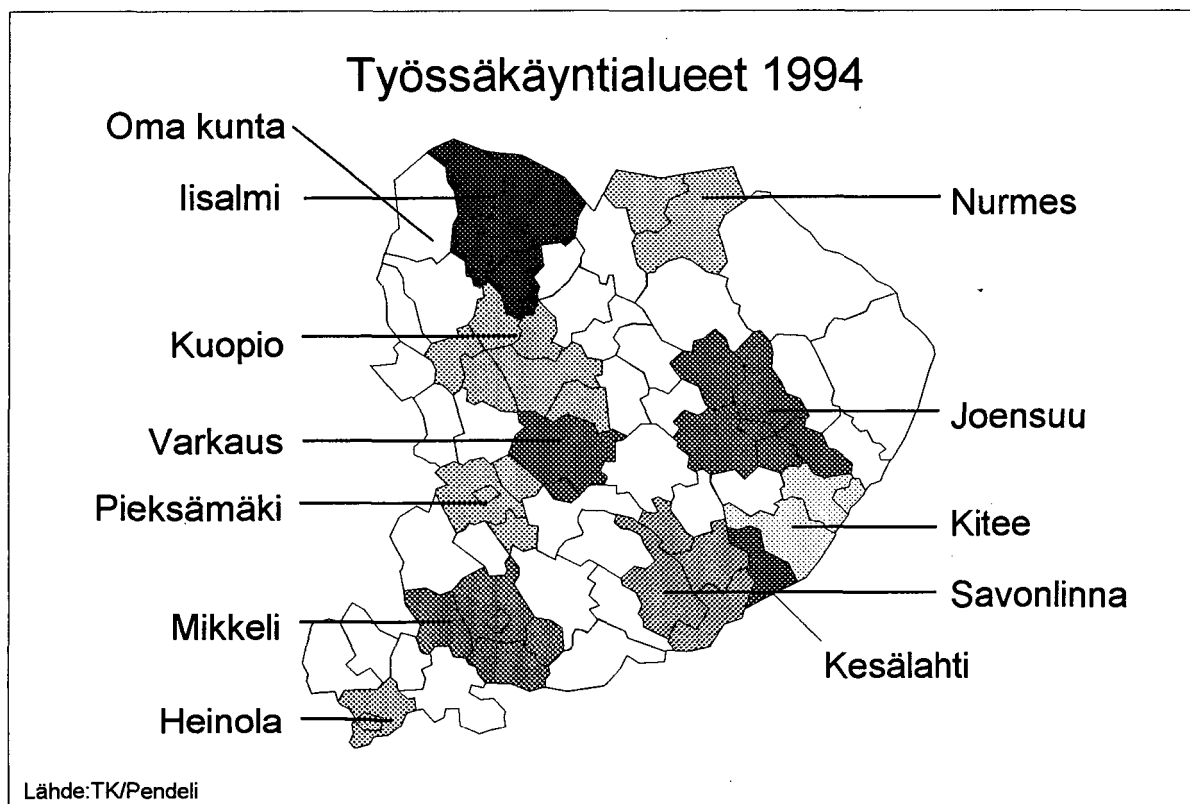 Työssäkäyntialueet 1994
Oma kunta
Iisalmi
Kuopio
Varkaus
Pieksämäki
Mikkeli
Heinola
Nurmes
Joensuu
Kitee
Savonlinna
Kesälahti
Lähde:TK/Pendeli